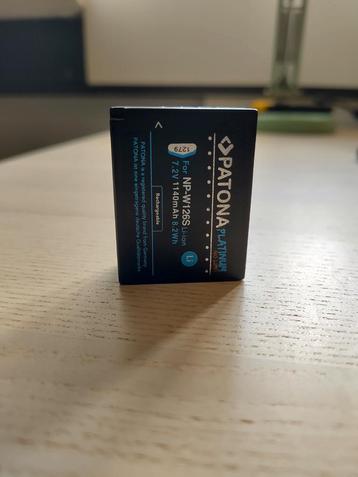 PATONA
PLATINUM
1279
For NP-W126S Li-ion
7.2V 1140mAh 8.2Wh
Li
Rechargeable
PATONA is a registered quality brand from Germany
PATONA ist eine eingetragene deutsche Qualitätsmarke